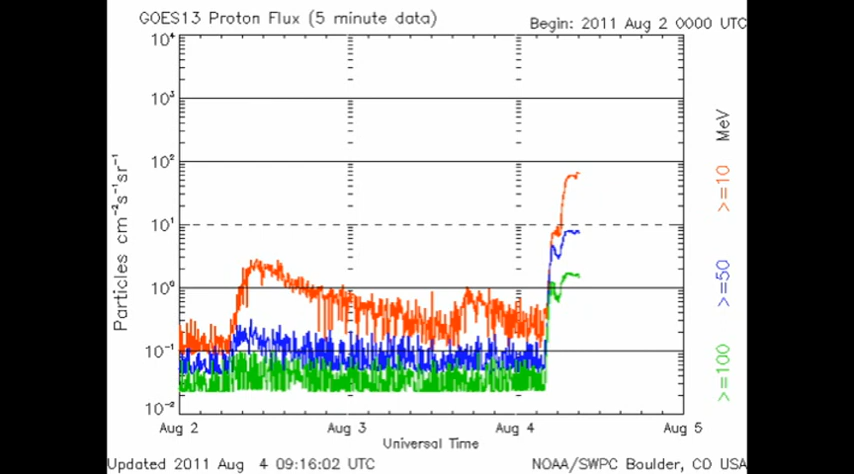 GOES13 Proton Flux (5 minute data)
Begin: 2011 Aug 2 0000 UTC
10⁴
10³
10²
10¹
10⁰
10⁻¹
10⁻²
Particles cm⁻²s⁻¹sr⁻¹
MeV
>=10
>=50
>=100
Aug 2
Aug 3
Aug 4
Aug 5
Universal Time
Updated 2011 Aug 4 09:16:02 UTC
NOAA/SWPC Boulder, CO USA